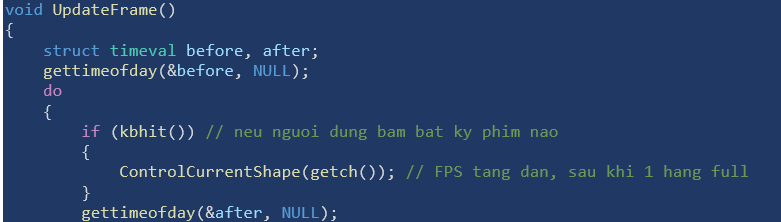 void UpdateFrame()
{
    struct timeval before, after;
    gettimeofday(&before, NULL);
    do
    {
        if (kbhit()) // neu nguoi dung bam bat ky phim nao
        {
            ControlCurrentShape(getch()); // FPS tang dan, sau khi 1 hang full
        }
        gettimeofday(&after, NULL);